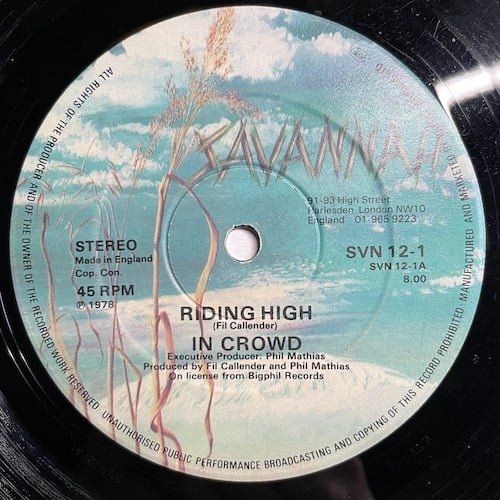 SAVANNAH
91-93 High Street
Harlesden London NW10
England 01-965 9223
STEREO
Made in England
Cop. Con.
45 RPM
℗ 1978
SVN 12-1
SVN 12-1A
8.00
RIDING HIGH
(Fil Callender)
IN CROWD
Executive Producer: Phil Mathias
Produced by Fil Callender and Phil Mathias
On license from Bigphil Records
ALL RIGHTS OF THE PRODUCER AND OF THE OWNER OF THE RECORDED WORK RESERVED. UNAUTHORISED PUBLIC PERFORMANCE BROADCASTING AND COPYING OF THIS RECORD PROHIBITED. MANUFACTURED AND MARKETED